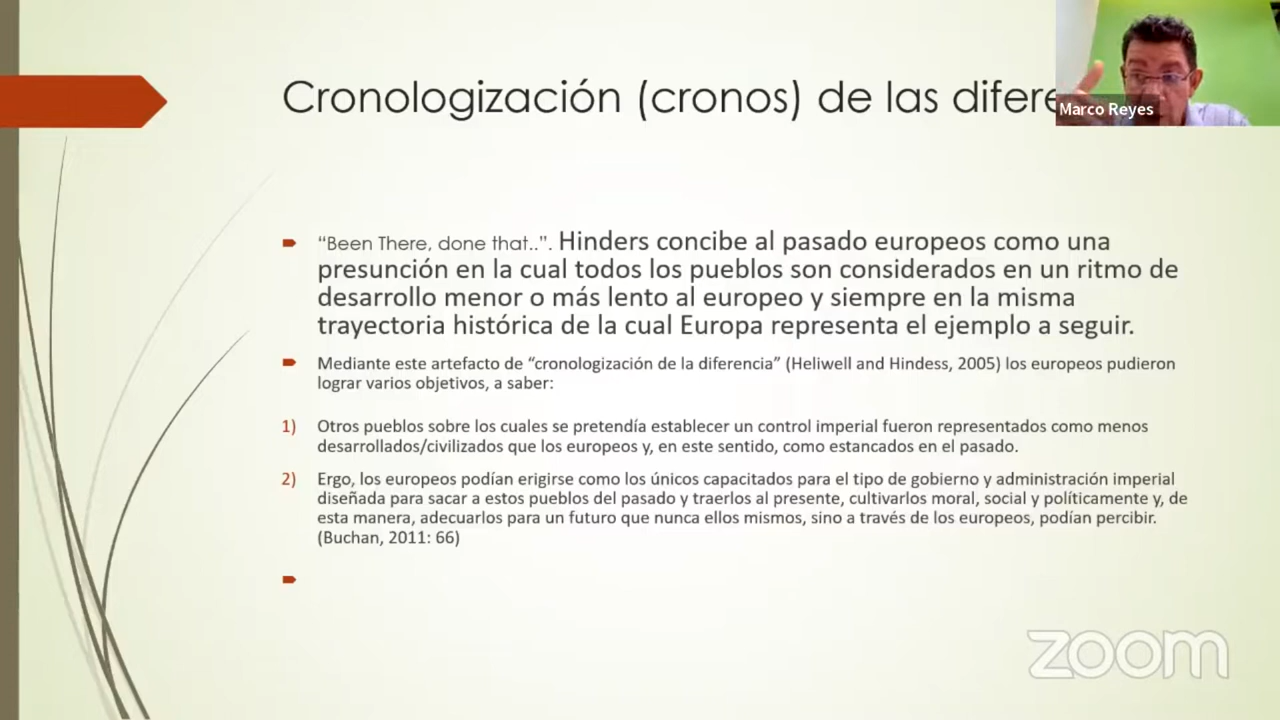 Cronologización (cronos) de las difere
Marco Reyes
“Been There, done that..”. Hinders concibe al pasado europeos como una
presunción en la cual todos los pueblos son considerados en un ritmo de
desarrollo menor o más lento al europeo y siempre en la misma
trayectoria histórica de la cual Europa representa el ejemplo a seguir.
Mediante este artefacto de “cronologización de la diferencia” (Heliwell and Hindess, 2005) los europeos pudieron
lograr varios objetivos, a saber:
1) Otros pueblos sobre los cuales se pretendía establecer un control imperial fueron representados como menos
desarrollados/civilizados que los europeos y, en este sentido, como estancados en el pasado.
2) Ergo, los europeos podían erigirse como los únicos capacitados para el tipo de gobierno y administración imperial
diseñada para sacar a estos pueblos del pasado y traerlos al presente, cultivarlos moral, social y políticamente y, de
esta manera, adecuarlos para un futuro que nunca ellos mismos, sino a través de los europeos, podían percibir.
(Buchan, 2011: 66)
zoom